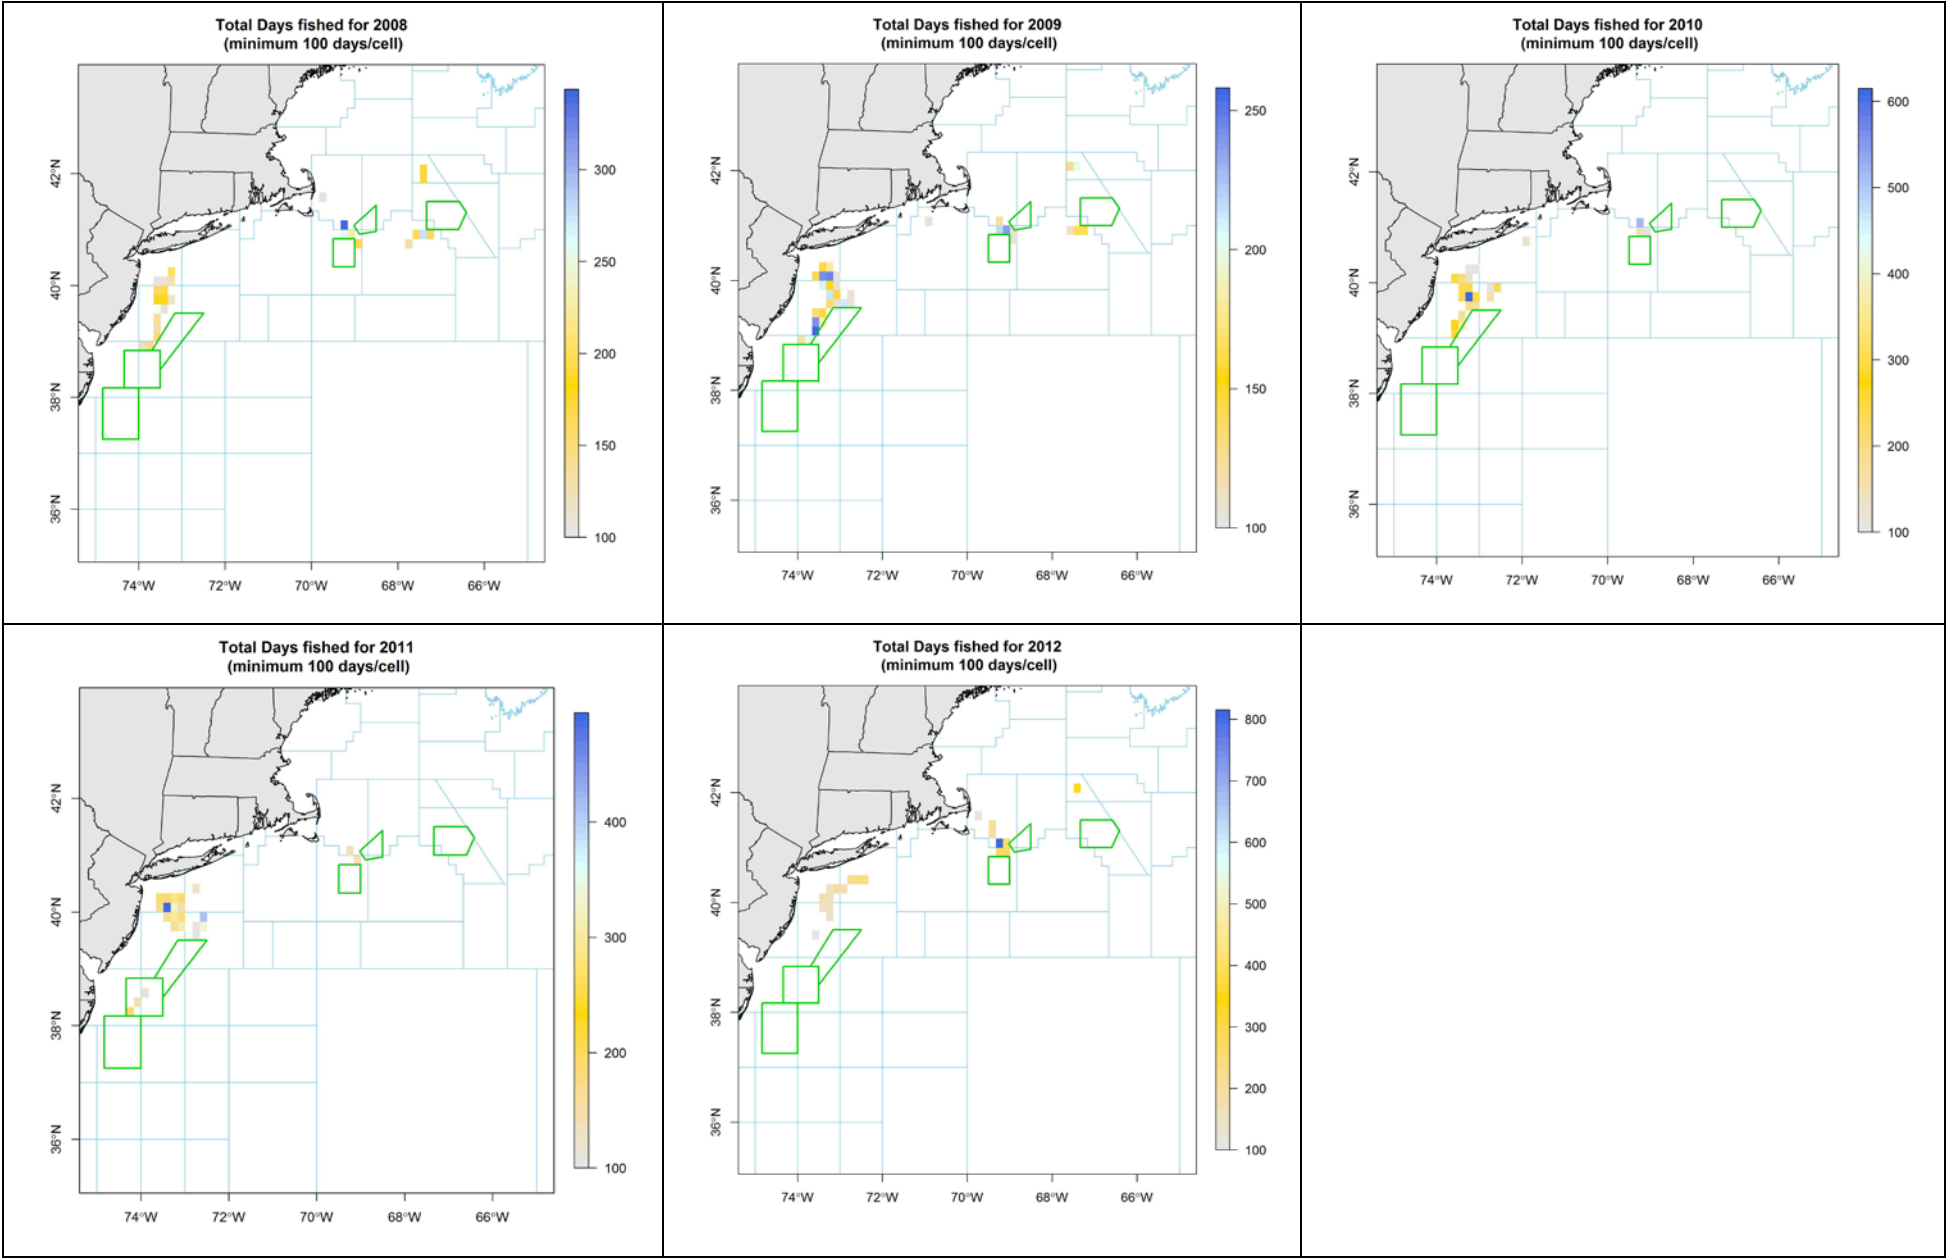 Total Days fished for 2008
(minimum 100 days/cell)
42°N
40°N
38°N
36°N
74°W
72°W
70°W
68°W
66°W
300
250
200
150
100
Total Days fished for 2009
(minimum 100 days/cell)
42°N
40°N
38°N
36°N
74°W
72°W
70°W
68°W
66°W
250
200
150
100
Total Days fished for 2010
(minimum 100 days/cell)
42°N
40°N
38°N
36°N
74°W
72°W
70°W
68°W
66°W
600
500
400
300
200
100
Total Days fished for 2011
(minimum 100 days/cell)
42°N
40°N
38°N
36°N
74°W
72°W
70°W
68°W
66°W
400
300
200
100
Total Days fished for 2012
(minimum 100 days/cell)
42°N
40°N
38°N
36°N
74°W
72°W
70°W
68°W
66°W
800
700
600
500
400
300
200
100